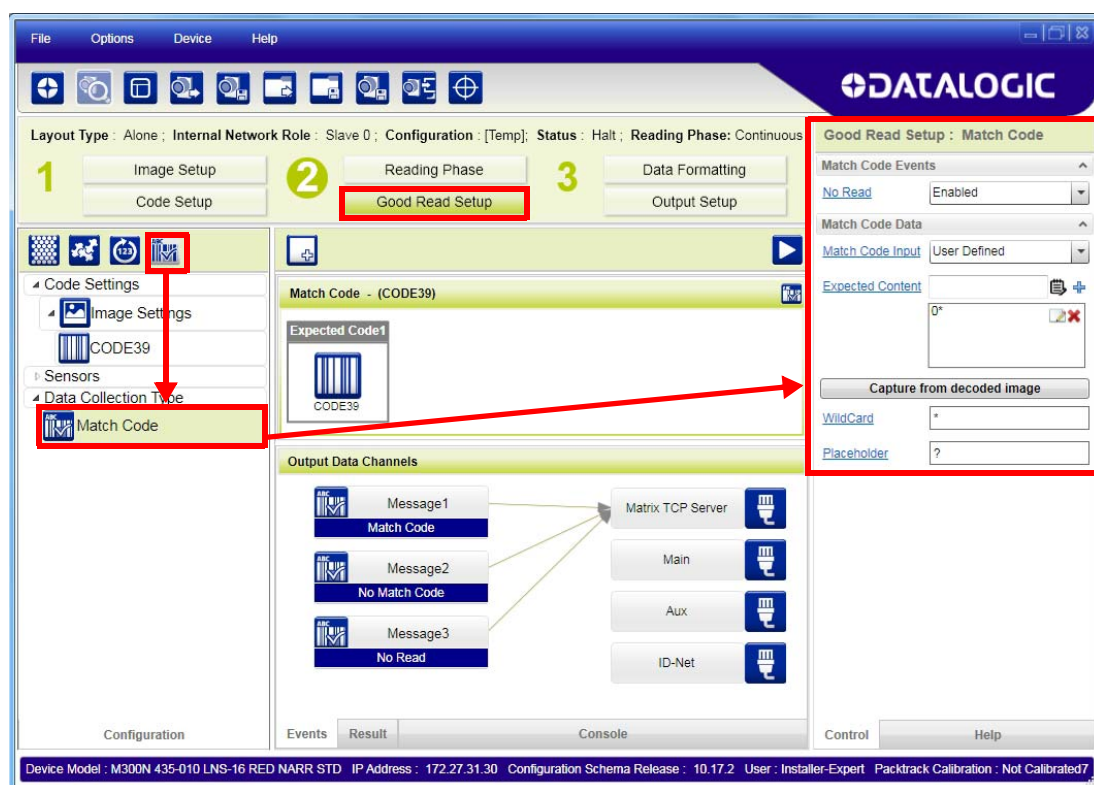 File Options Device Help
DATALOGIC
Layout Type : Alone ; Internal Network Role : Slave 0 ; Configuration : [Temp]; Status : Halt ; Reading Phase: Continuous
1 Image Setup
Code Setup
2 Reading Phase
Good Read Setup
3 Data Formatting
Output Setup
123
ABC
Code Settings
Image Settings
CODE39
Sensors
Data Collection Type
ABC Match Code
Configuration
Match Code - (CODE39)
Expected Code1
CODE39
Output Data Channels
ABC Message1
Match Code
ABC Message2
No Match Code
ABC Message3
No Read
Matrix TCP Server
Main
Aux
ID-Net
Events Result Console
Good Read Setup : Match Code
Match Code Events
No Read Enabled
Match Code Data
Match Code Input User Defined
Expected Content
0*
Capture from decoded image
WildCard *
Placeholder ?
Control Help
Device Model : M300N 435-010 LNS-16 RED NARR STD IP Address : 172.27.31.30 Configuration Schema Release : 10.17.2 User : Installer-Expert Packtrack Calibration : Not Calibrated7